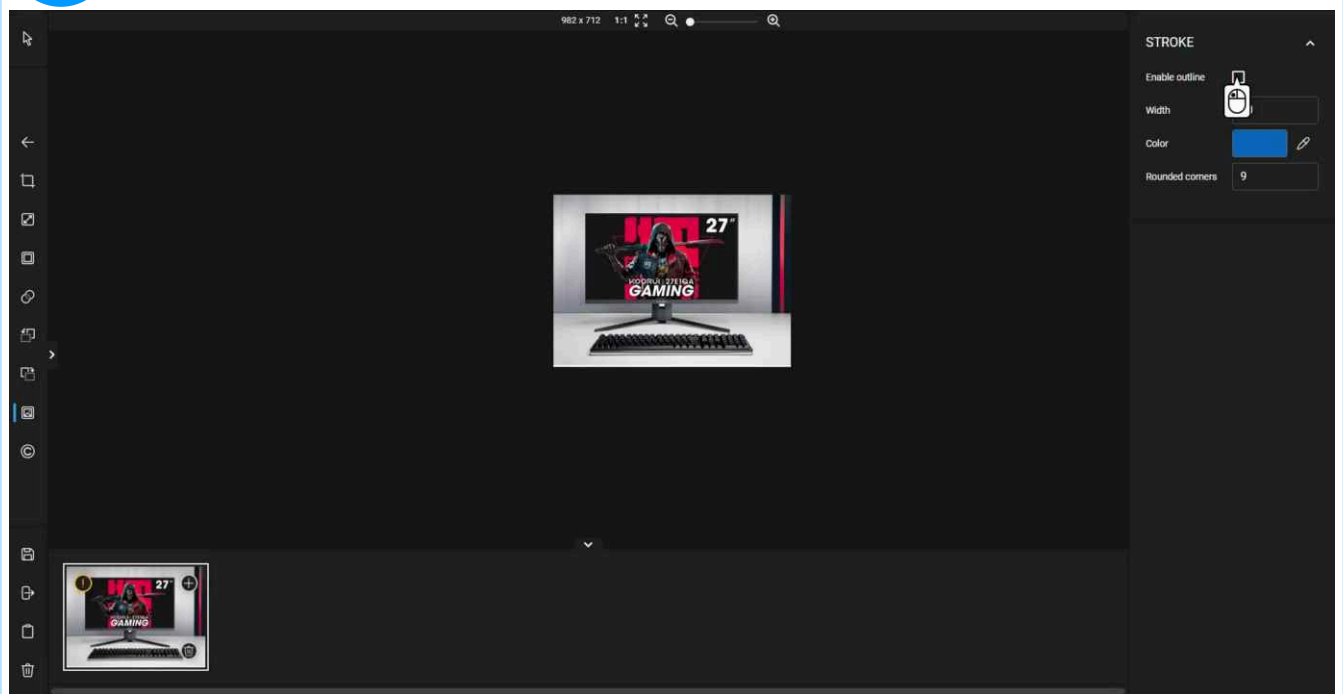 982 x 712 1:1
STROKE
Enable outline
Width
Color
Rounded corners 9
27"
GAMING
27"
GAMING